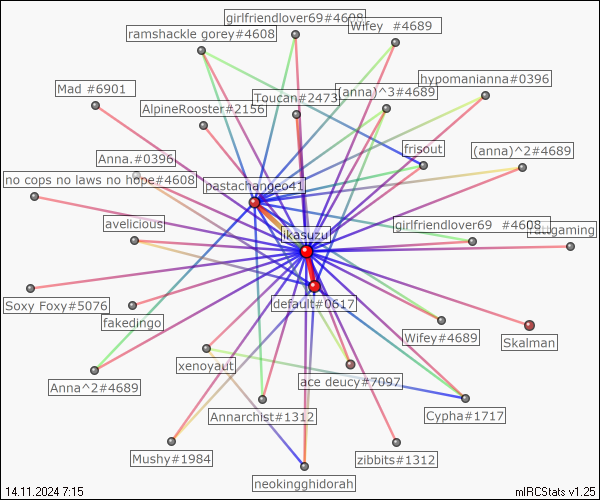 girlfriendlover69#4608
Wifey #4689
ramshackle gorey#4608
hypomanianna#0396
Mad #6901
Toucan#2473
(anna)^3#4689
AlpineRooster#2156
frisout
(anna)^2#4689
Anna.#0396
no cops no laws no hope#4608
pastachangeo41
avelicious
girlfriendlover69 #4608
ikasuzu
default#0617
Soxy Foxy#5076
fakedingo
Wifey#4689
Skalman
xenoyaut
Anna^2#4689
ace deucy#7097
Annarchist#1312
Cypha#1717
Mushy#1984
zibbits#1312
neokingghidorah
14.11.2024 7:15
mIRCStats v1.25